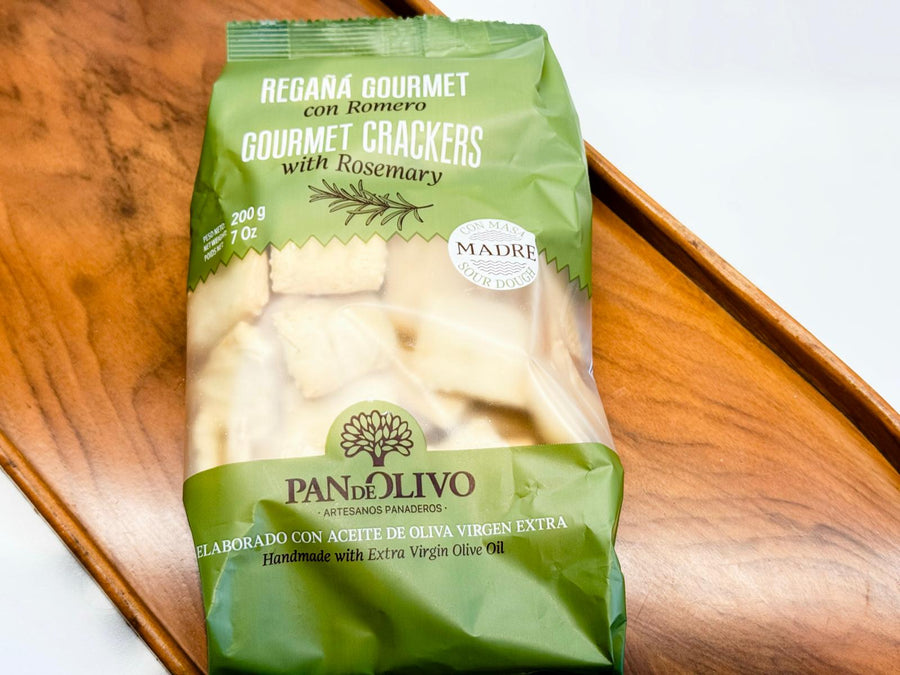 REGAÑÁ GOURMET
con Romero
GOURMET CRACKERS
with Rosemary
PESO NETO
NET WEIGHT
POIDS NET
200 g
7 Oz
CON MASA
MADRE
SOUR DOUGH
PANDEOLIVO
· ARTESANOS PANADEROS ·
ELABORADO CON ACEITE DE OLIVA VIRGEN EXTRA
Handmade with Extra Virgin Olive Oil